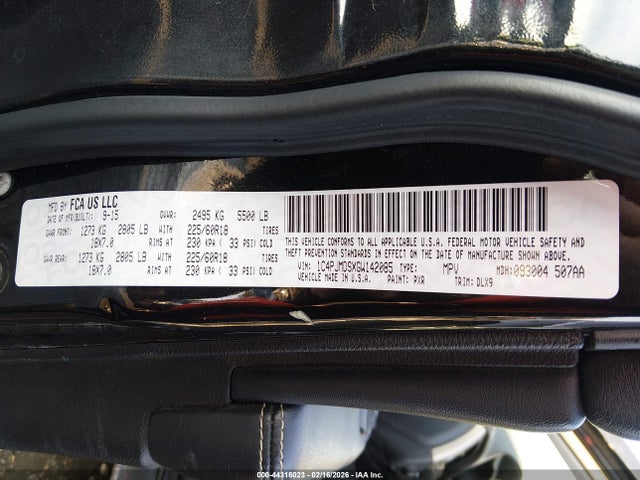 MFD BY FCA US LLC
DATE OF MFR(BUILT): 9-15 GVWR: 2495 KG 5500 LB
GAWR FRONT: 1273 KG 2805 LB WITH 225/60R18 TIRES
18X7.0 RIMS AT 230 KPA ( 33 PSI) COLD
GAWR REAR: 1273 KG 2805 LB WITH 225/60R18 TIRES
18X7.0 RIMS AT 230 KPA ( 33 PSI) COLD
THIS VEHICLE CONFORMS TO ALL APPLICABLE U.S.A. FEDERAL MOTOR VEHICLE SAFETY AND
THEFT PREVENTION STANDARDS IN EFFECT ON THE DATE OF MANUFACTURE SHOWN ABOVE.
VIN: 1C4PJMDSXGW142085 TYPE: MPV MDH: 093004 507AA
VEHICLE MADE IN U.S.A. PAINT: PXR TRIM: DLX9
000-44316023 - 02/16/2026 - IAA Inc.